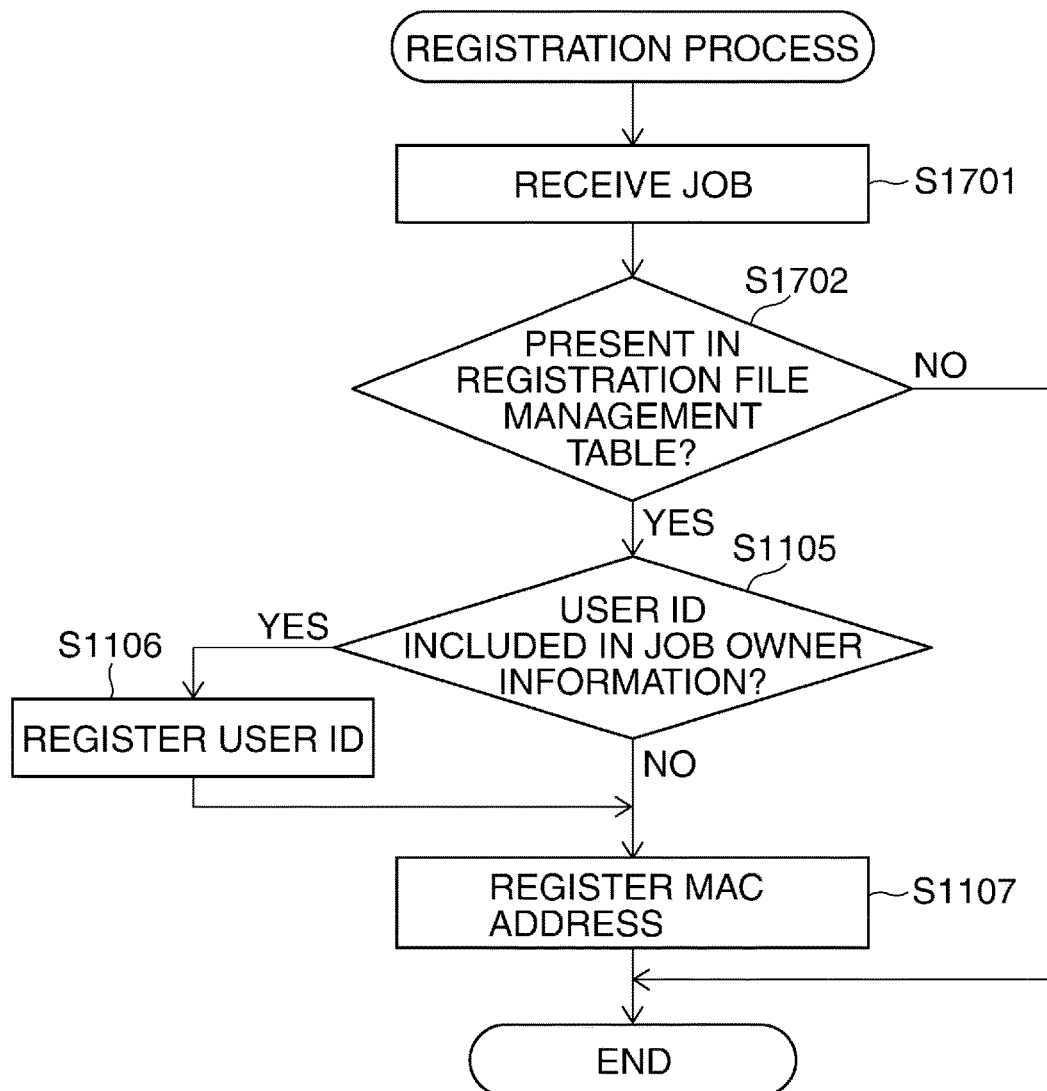 REGISTRATION PROCESS
RECEIVE JOB
S1701
S1702
PRESENT IN
REGISTRATION FILE
MANAGEMENT
TABLE?
NO
YES
S1105
USER ID
INCLUDED IN JOB OWNER
INFORMATION?
YES
S1106
REGISTER USER ID
NO
REGISTER MAC
ADDRESS
S1107
END